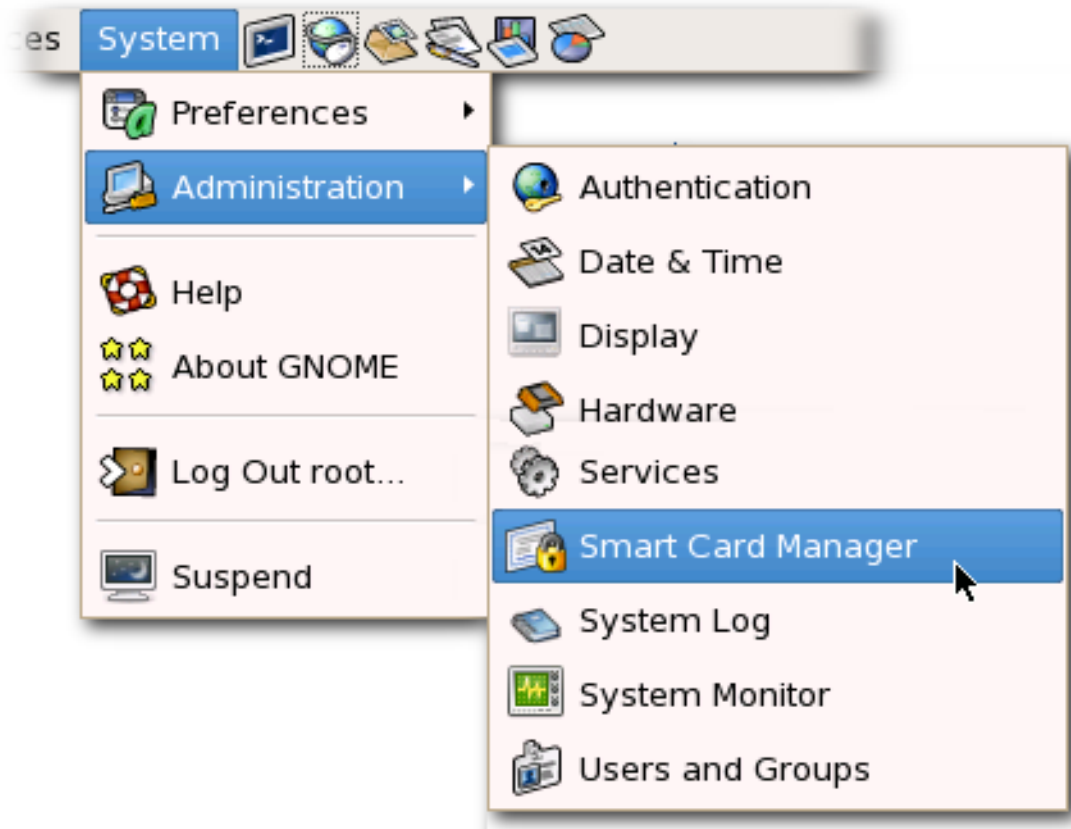 es System
Preferences
Administration
Help
About GNOME
Log Out root...
Suspend
Authentication
Date & Time
Display
Hardware
Services
Smart Card Manager
System Log
System Monitor
Users and Groups